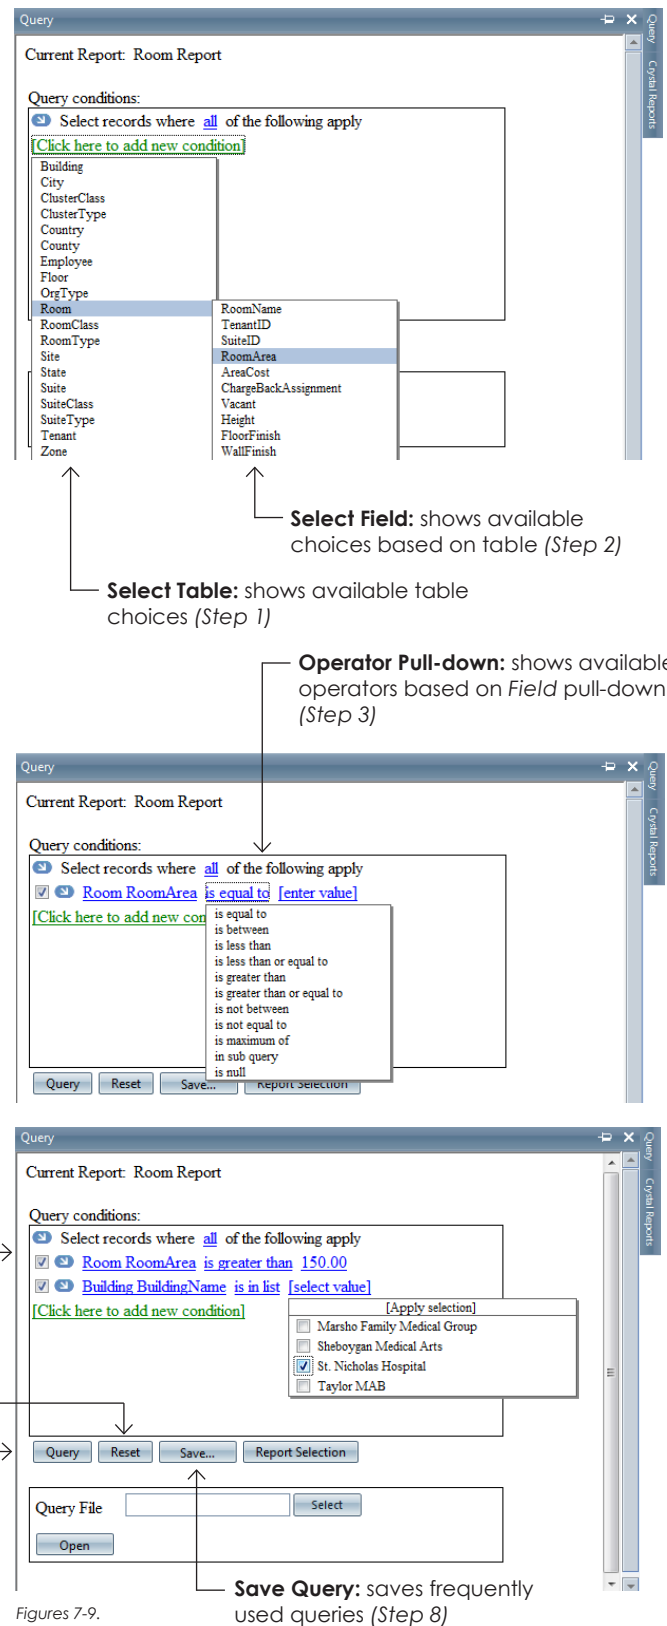 Query
Query
Crystal Reports
Current Report: Room Report
Query conditions:
Select records where all of the following apply
[Click here to add new condition]
Building
City
ClusterClass
ClusterType
Country
County
Employee
Floor
OrgType
Room
RoomClass
RoomType
Site
State
Suite
SuiteClass
SuiteType
Tenant
Zone
RoomName
TenantID
SuiteID
RoomArea
AreaCost
ChargeBackAssignment
Vacant
Height
FloorFinish
WallFinish
Select Field: shows available
choices based on table (Step 2)
Select Table: shows available table
choices (Step 1)
Operator Pull-down: shows available
operators based on Field pull-down
(Step 3)
Query
Query
Crystal Reports
Current Report: Room Report
Query conditions:
Select records where all of the following apply
Room RoomArea is equal to [enter value]
[Click here to add new con
is equal to
is between
is less than
is less than or equal to
is greater than
is greater than or equal to
is not between
is not equal to
is maximum of
in sub query
is null
Query Reset Save... Report Selection
Query
Query
Crystal Reports
Current Report: Room Report
Query conditions:
Select records where all of the following apply
Room RoomArea is greater than 150.00
Building BuildingName is in list [select value]
[Click here to add new condition]
[Apply selection]
Marsho Family Medical Group
Sheboygan Medical Arts
St. Nicholas Hospital
Taylor MAB
Query Reset Save... Report Selection
Query File Select
Open
Save Query: saves frequently
used queries (Step 8)
Figures 7-9.